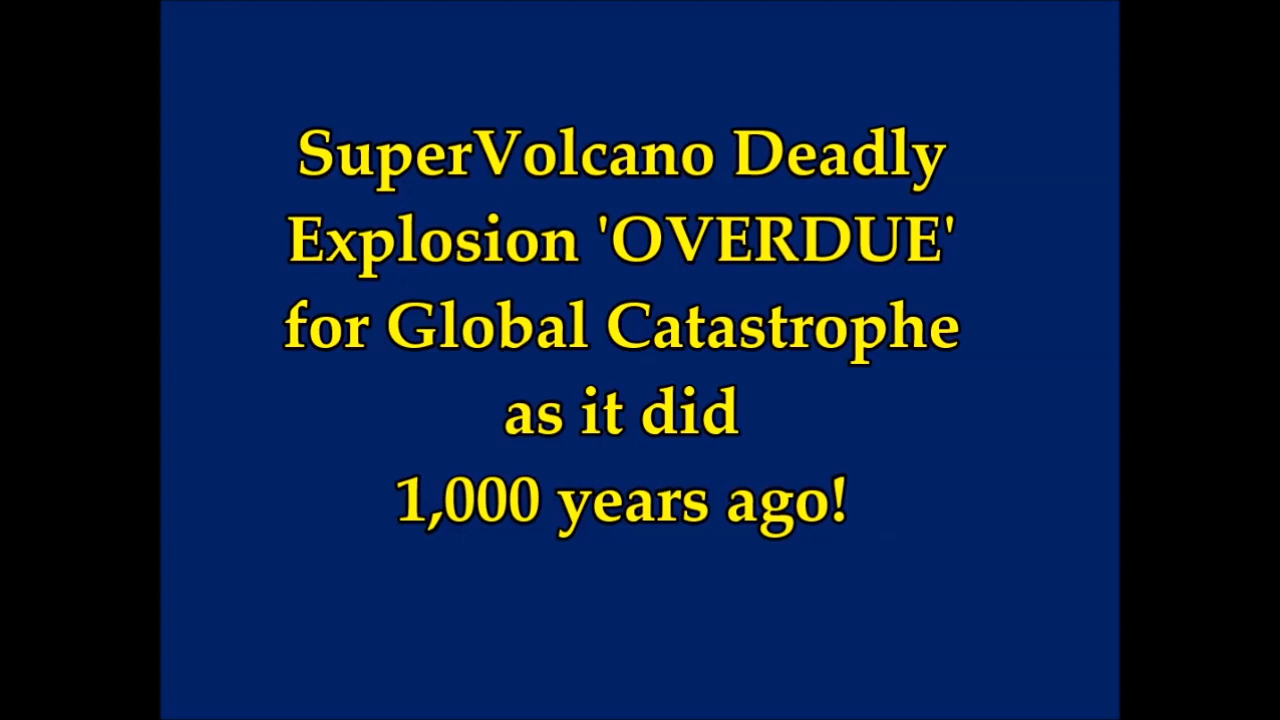 SuperVolcano Deadly
Explosion 'OVERDUE'
for Global Catastrophe
as it did
1,000 years ago!